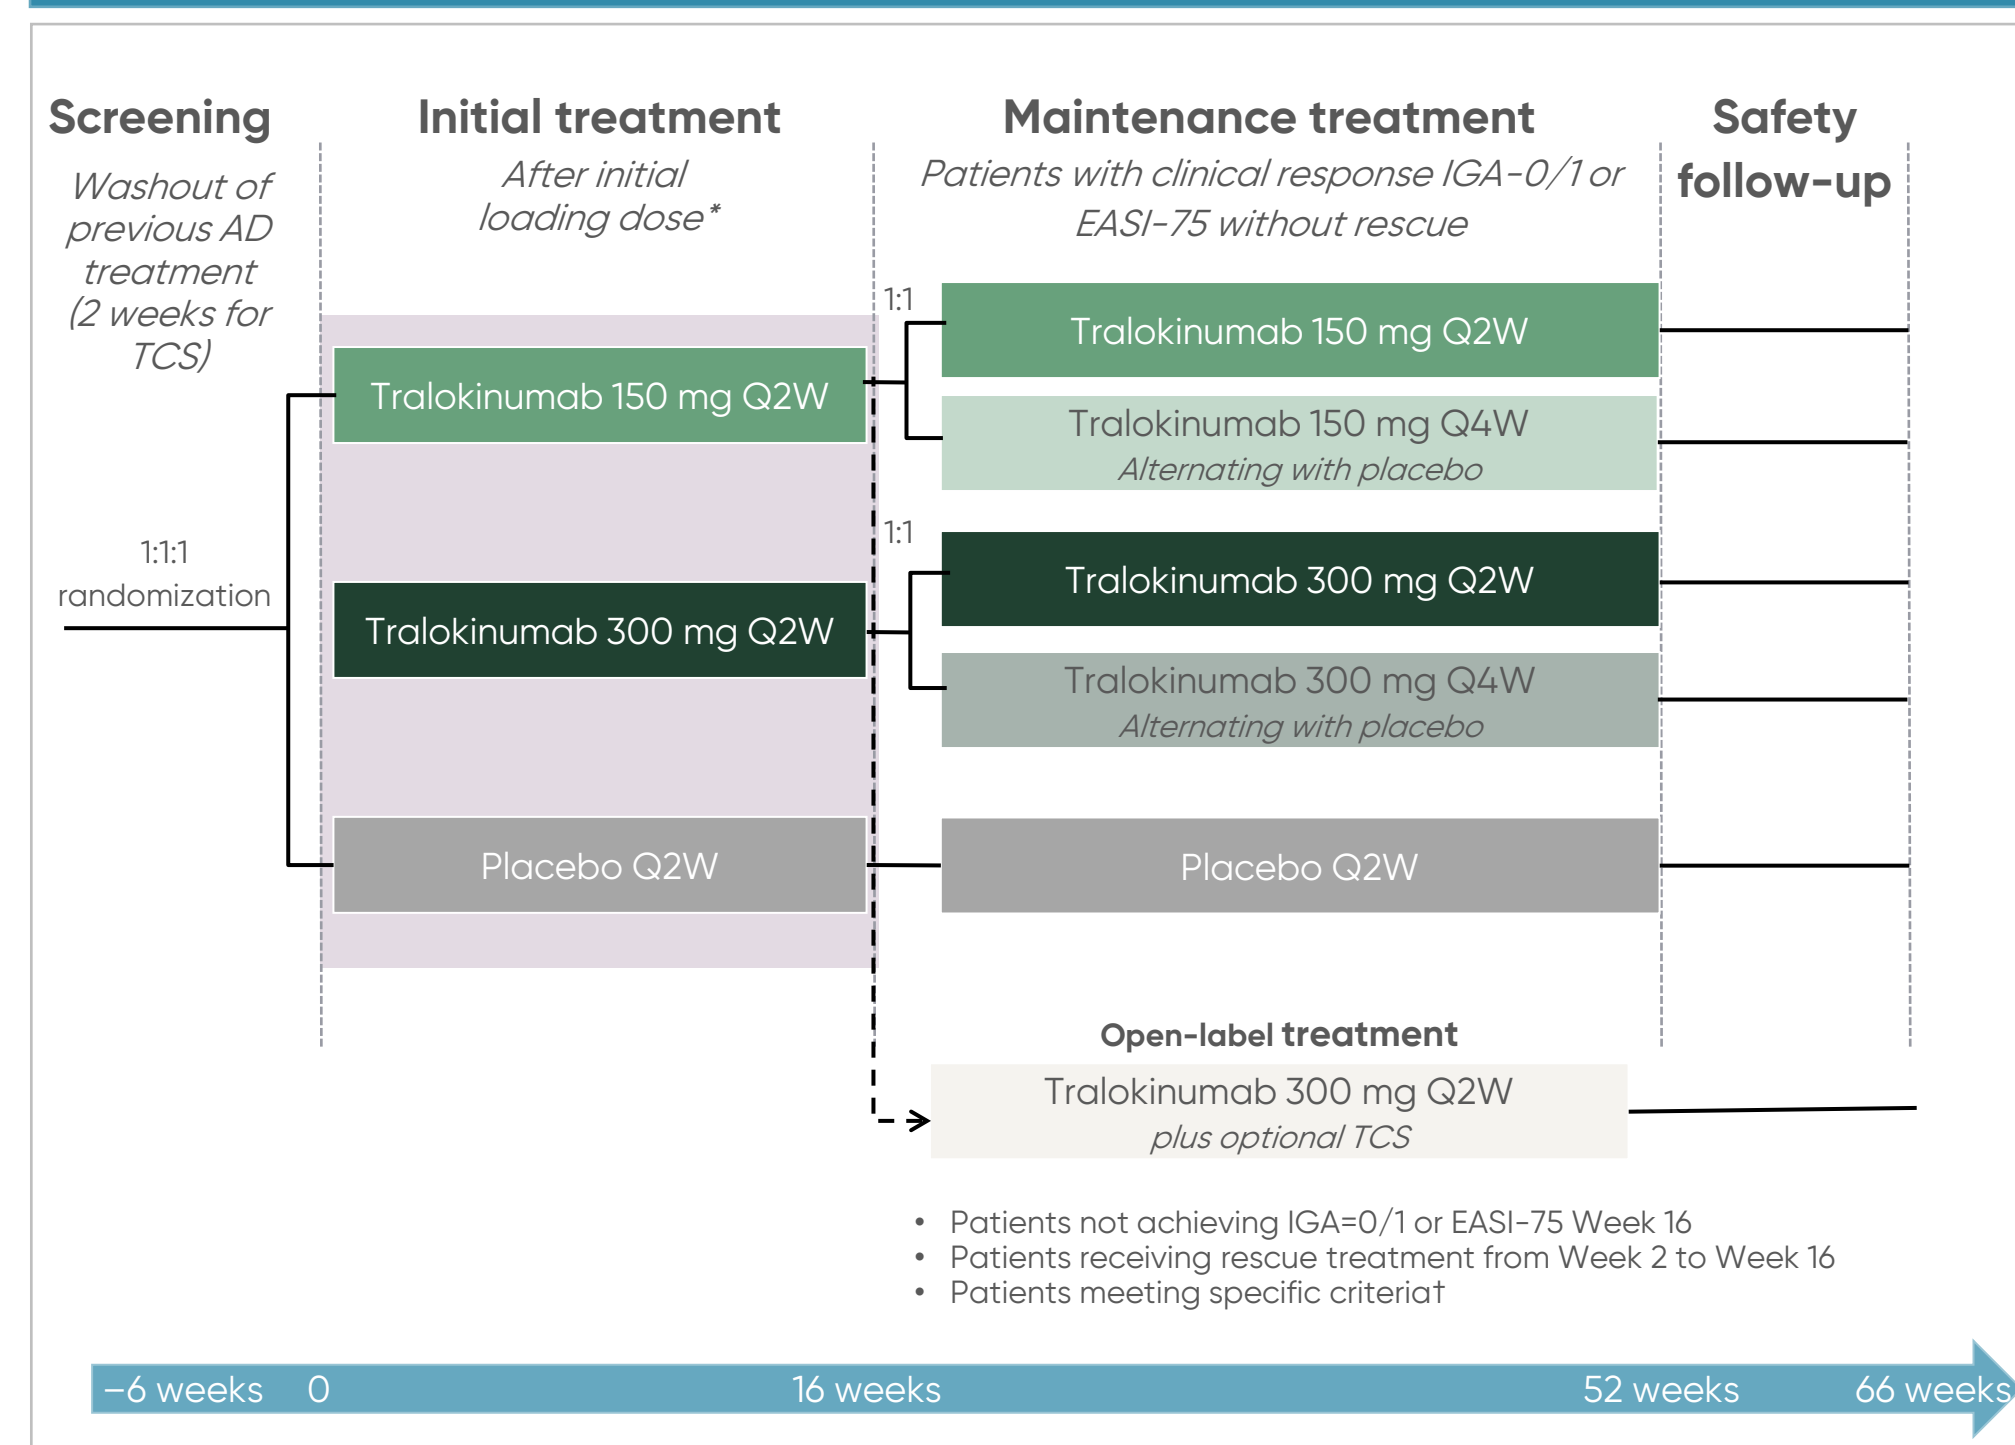 Screening
Washout of
previous AD
treatment
(2 weeks for
TCS)
1:1:1
randomization
Initial treatment
After initial
loading dose*
Tralokinumab 150 mg Q2W
Tralokinumab 300 mg Q2W
Placebo Q2W
Maintenance treatment
Patients with clinical response IGA-0/1 or
EASI-75 without rescue
1:1
Tralokinumab 150 mg Q2W
Tralokinumab 150 mg Q4W
Alternating with placebo
1:1
Tralokinumab 300 mg Q2W
Tralokinumab 300 mg Q4W
Alternating with placebo
Placebo Q2W
Safety
follow-up
Open-label treatment
Tralokinumab 300 mg Q2W
plus optional TCS
• Patients not achieving IGA=0/1 or EASI-75 Week 16
• Patients receiving rescue treatment from Week 2 to Week 16
• Patients meeting specific criteria†
–6 weeks 0 16 weeks 52 weeks 66 weeks